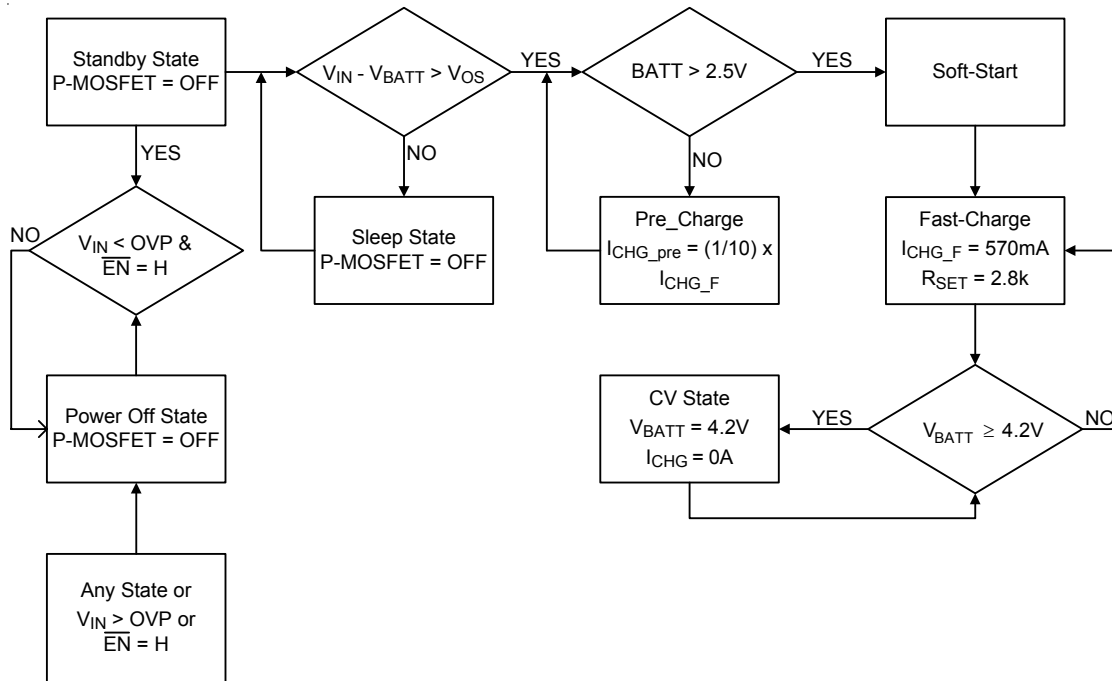 Standby State
P-MOSFET = OFF
YES
V_IN < OVP &
E̅N̅ = H
NO
Power Off State
P-MOSFET = OFF
Any State or
V_IN > OVP or
E̅N̅ = H
V_IN - V_BATT > V_OS
YES
NO
Sleep State
P-MOSFET = OFF
BATT > 2.5V
YES
NO
Pre_Charge
I_CHG_pre = (1/10) x
I_CHG_F
Soft-Start
Fast-Charge
I_CHG_F = 570mA
R_SET = 2.8k
V_BATT ≥ 4.2V
YES
NO
CV State
V_BATT = 4.2V
I_CHG = 0A